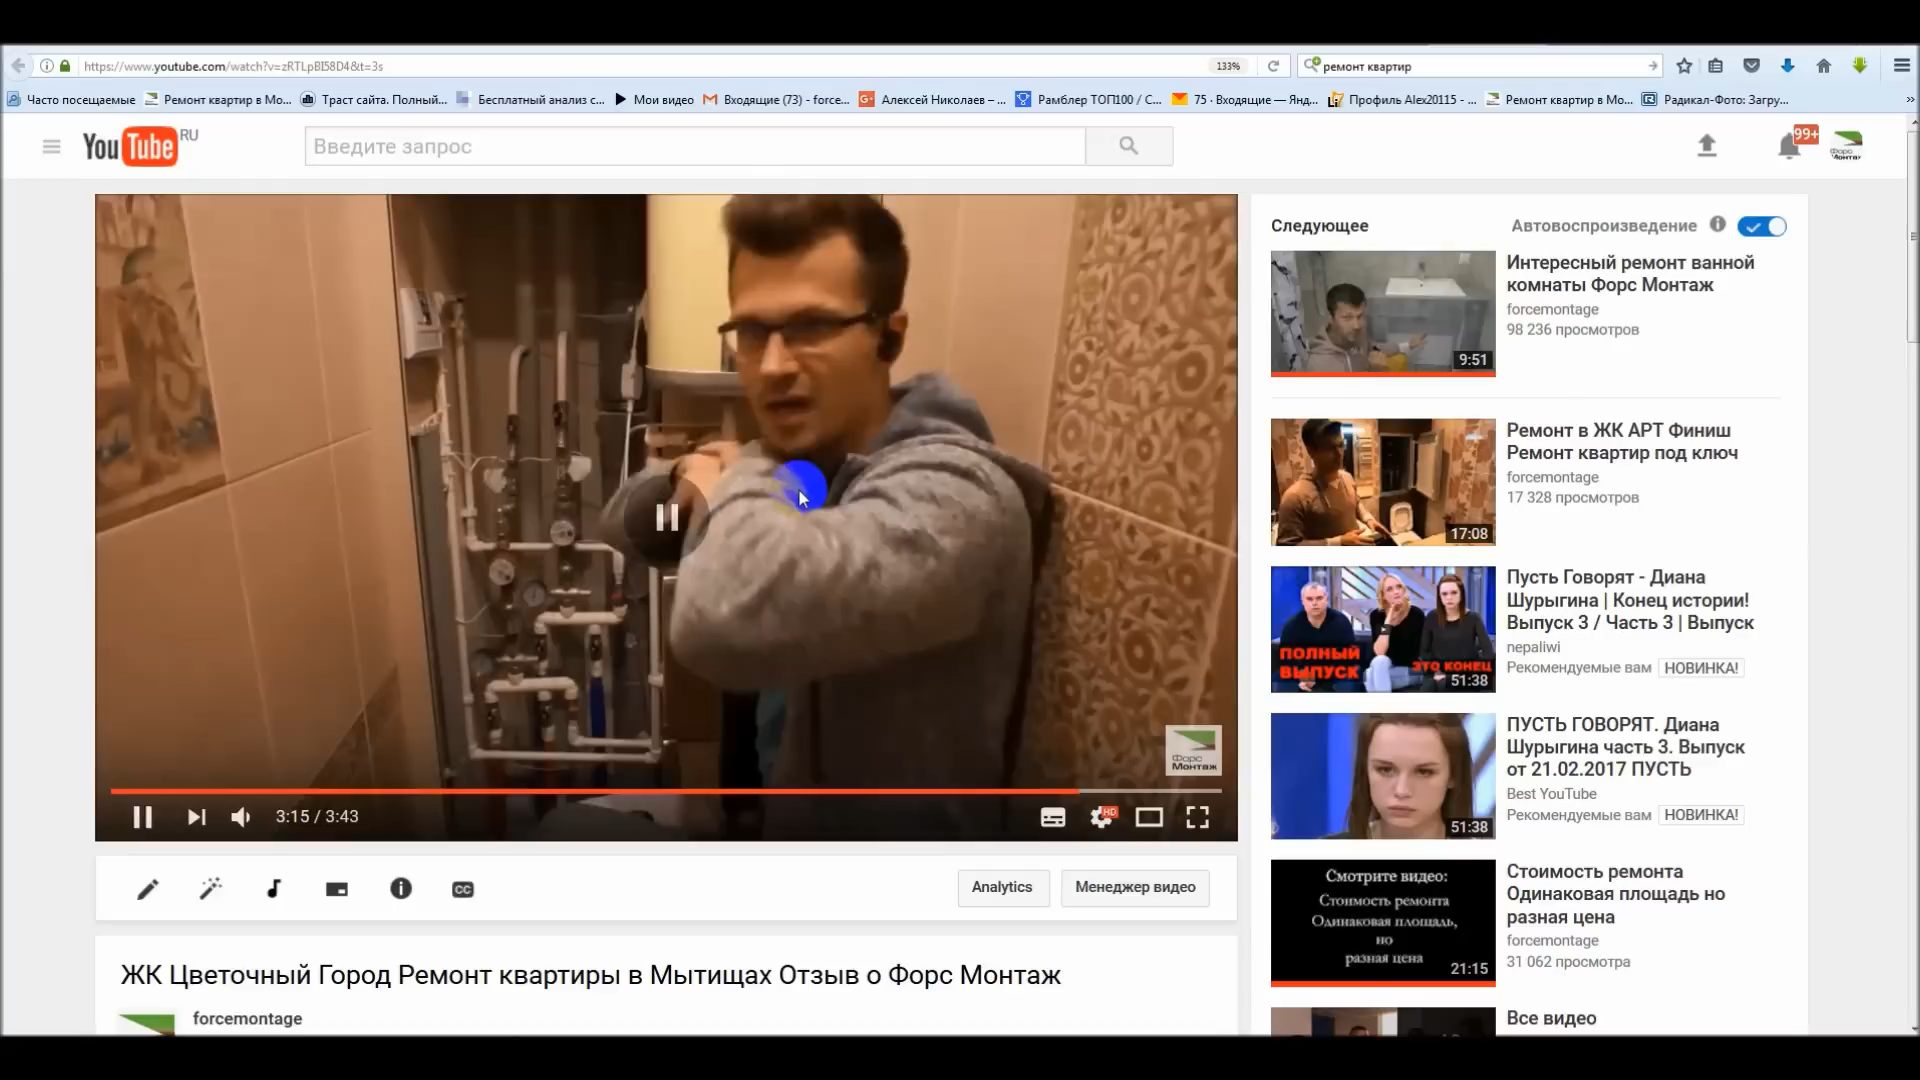 https://www.youtube.com/watch?v=zRTLpBI58D4&t=3s
133%
ремонт квартир
Часто посещаемые
Ремонт квартир в Мо...
Траст сайта. Полный...
Бесплатный анализ с...
Мои видео
Входящие (73) - force...
Алексей Николаев – ...
Рамблер ТОП100 / С...
75 · Входящие — Янд...
Профиль Alex20115 - ...
Ремонт квартир в Мо...
Радикал-Фото: Загру...
YouTube RU
Введите запрос
99+
Форс Монтаж
Следующее
Автовоспроизведение
Интересный ремонт ванной
комнаты Форс Монтаж
forcemontage
98 236 просмотров
9:51
Ремонт в ЖК АРТ Финиш
Ремонт квартир под ключ
forcemontage
17 328 просмотров
17:08
Пусть Говорят - Диана
Шурыгина | Конец истории!
Выпуск 3 / Часть 3 | Выпуск
nepaliwi
Рекомендуемые вам НОВИНКА!
ПОЛНЫЙ
ВЫПУСК
ЭТО КОНЕЦ
51:38
ПУСТЬ ГОВОРЯТ. Диана
Шурыгина часть 3. Выпуск
от 21.02.2017 ПУСТЬ
Best YouTube
Рекомендуемые вам НОВИНКА!
51:38
Смотрите видео:
Стоимость ремонта
Одинаковая площадь,
но
разная цена
21:15
Стоимость ремонта
Одинаковая площадь но
разная цена
forcemontage
31 062 просмотра
Все видео
Форс
Монтаж
3:15 / 3:43
HD
CC
Analytics
Менеджер видео
ЖК Цветочный Город Ремонт квартиры в Мытищах Отзыв о Форс Монтаж
forcemontage